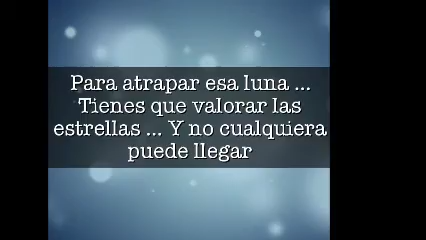 Para atrapar esa luna ...
Tienes que valorar las
estrellas ... Y no cualquiera
puede llegar